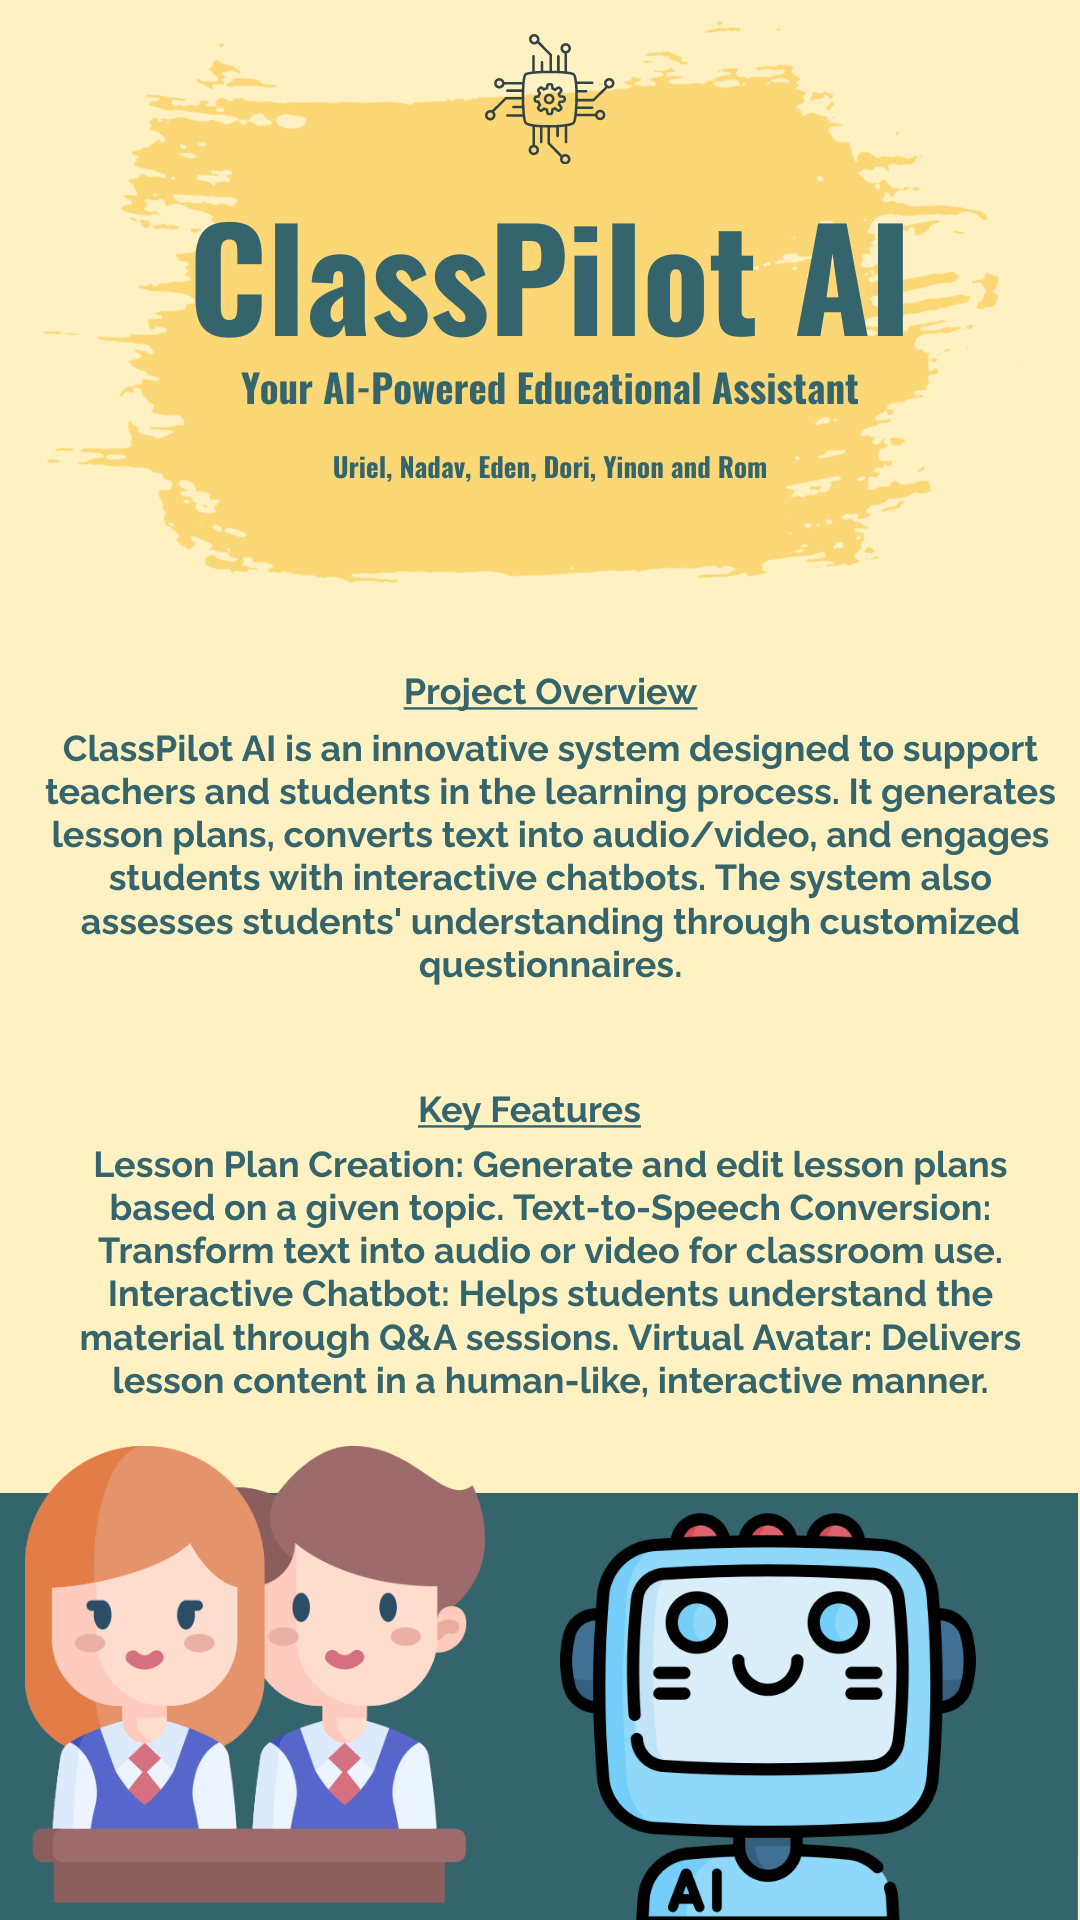 ClassPilot AI
Your AI-Powered Educational Assistant
Uriel, Nadav, Eden, Dori, Yinon and Rom
Project Overview
ClassPilot AI is an innovative system designed to support
teachers and students in the learning process. It generates
lesson plans, converts text into audio/video, and engages
students with interactive chatbots. The system also
assesses students' understanding through customized
questionnaires.
Key Features
Lesson Plan Creation: Generate and edit lesson plans
based on a given topic. Text-to-Speech Conversion:
Transform text into audio or video for classroom use.
Interactive Chatbot: Helps students understand the
material through Q&A sessions. Virtual Avatar: Delivers
lesson content in a human-like, interactive manner.
AI